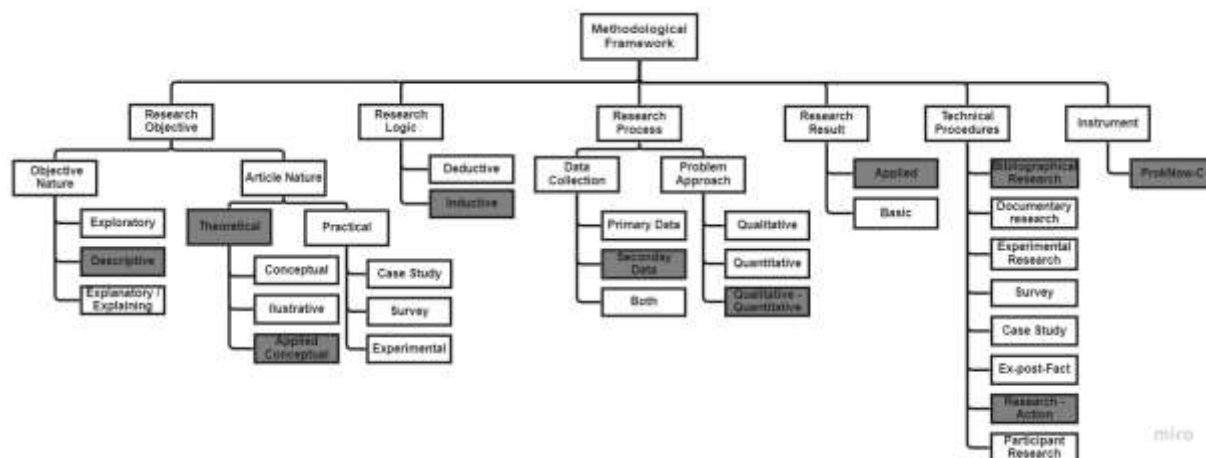 Methodological
Framework
Research
Objective
Research
Logic
Research
Process
Research
Result
Technical
Procedures
Instrument
Objective
Nature
Article Nature
Deductive
Inductive
Data
Collection
Problem
Approach
Applied
Basic
Bibliographical
Research
ProkNow-C
Exploratory
Descriptive
Explanatory /
Explaining
Theoretical
Practical
Conceptual
Ilustrative
Applied
Conceptual
Case Study
Survey
Experimental
Primary Data
Seconday
Data
Both
Qualitative
Quantitative
Qualitative -
Quantitative
Documentary
research
Experimental
Research
Survey
Case Study
Ex-post-Fact
Research -
Action
Participant
Research
miro